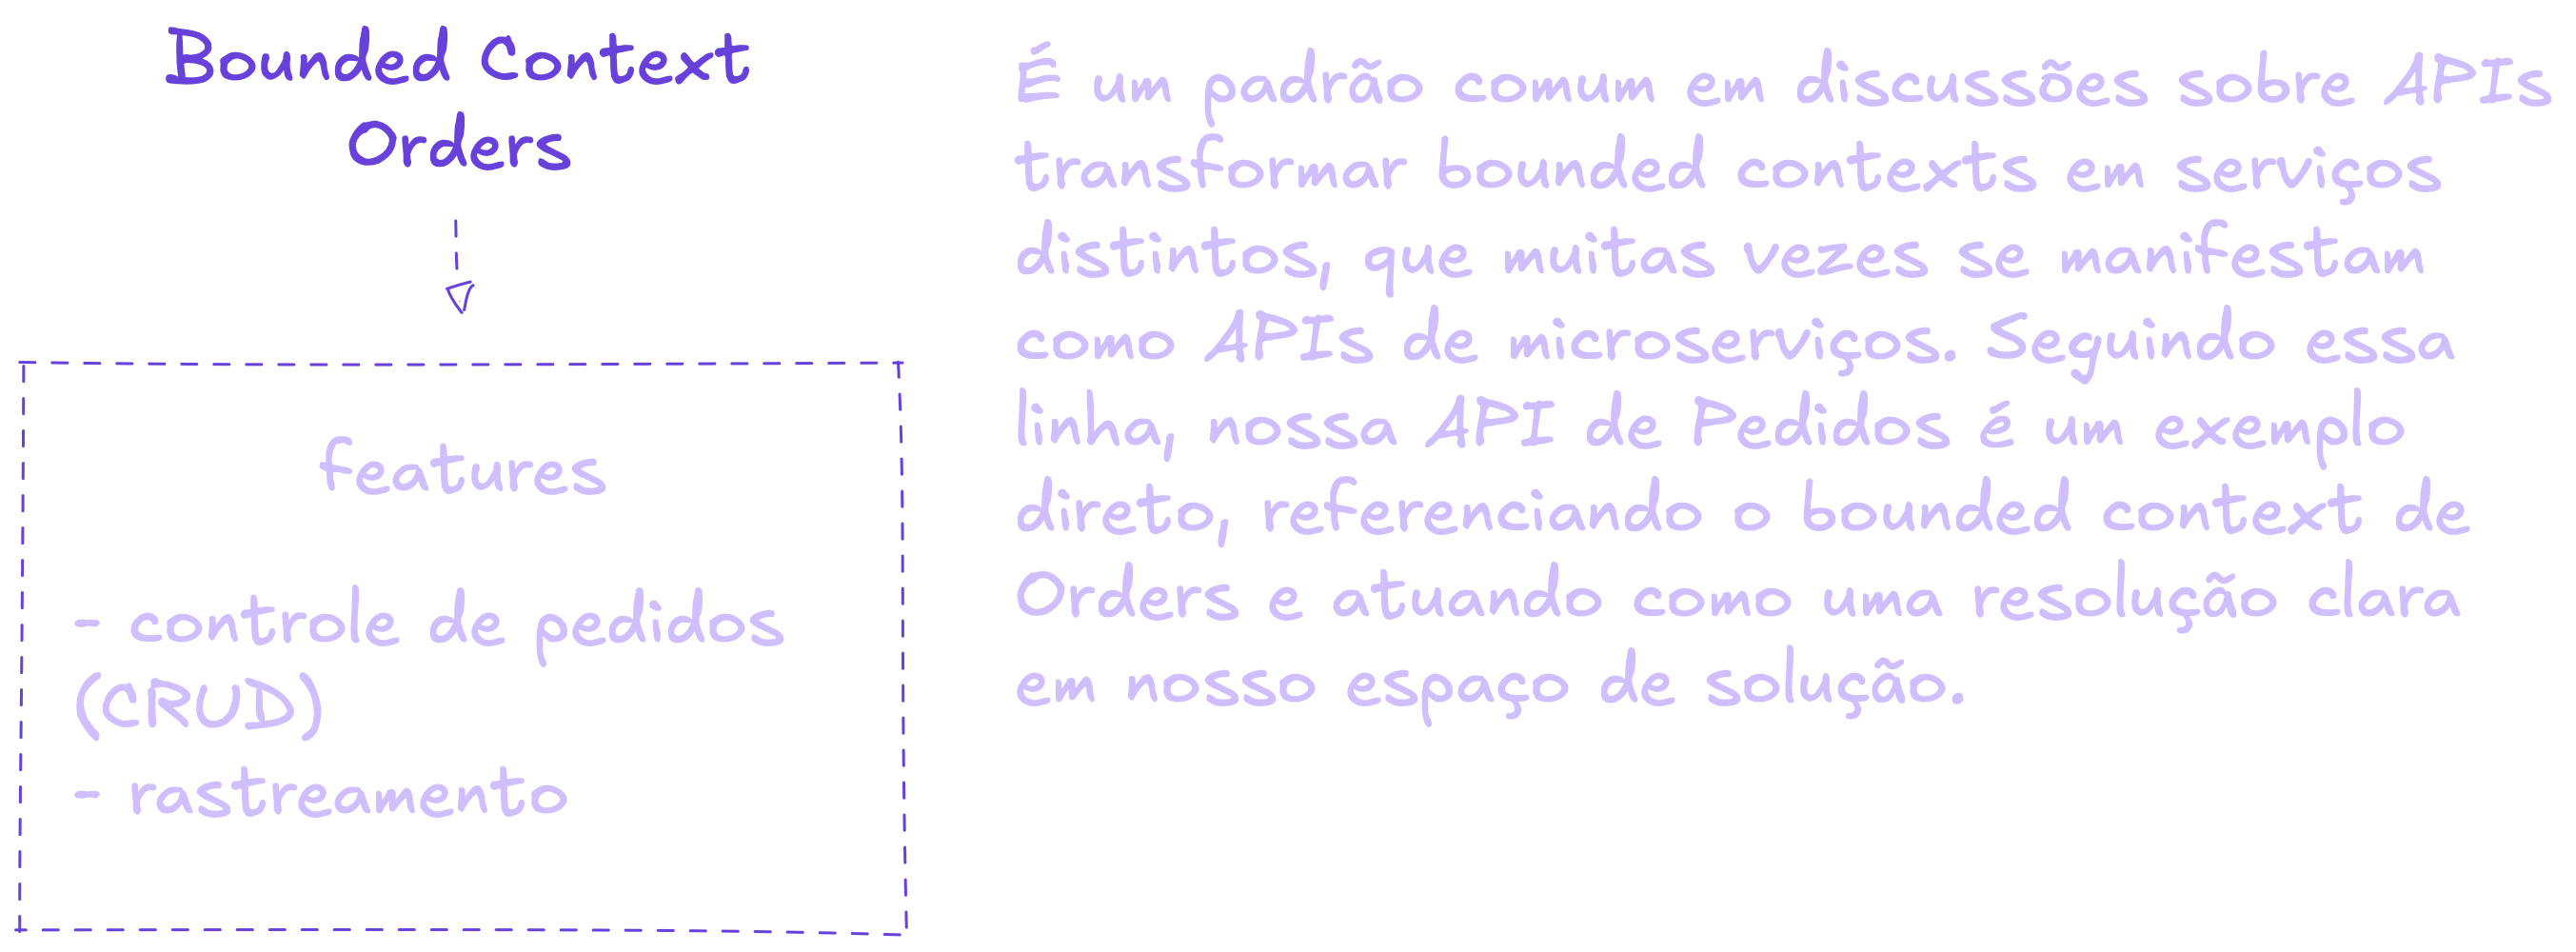 Bounded Context
Orders
features
- controle de pedidos
(CRUD)
- rastreamento
É um padrão comum em discussões sobre APIs
transformar bounded contexts em serviços
distintos, que muitas vezes se manifestam
como APIs de microserviços. Seguindo essa
linha, nossa API de Pedidos é um exemplo
direto, referenciando o bounded context de
Orders e atuando como uma resolução clara
em nosso espaço de solução.